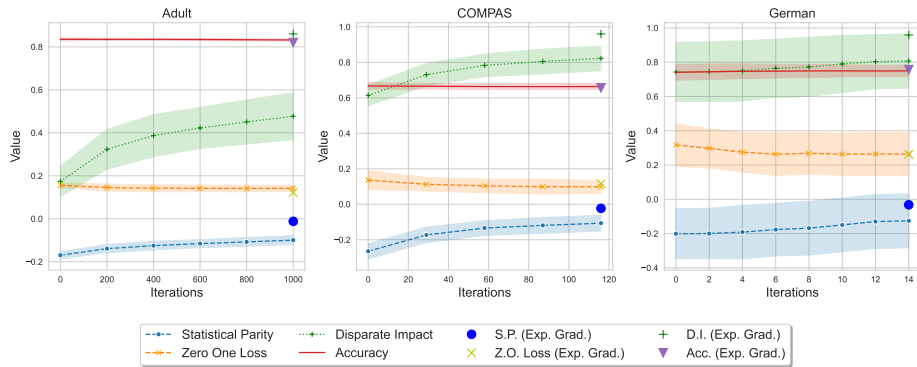 Adult
COMPAS
German
Value
0.8
0.6
0.4
0.2
0.0
−0.2
0 200 400 600 800 1000
Iterations
Value
1.0
0.8
0.6
0.4
0.2
0.0
−0.2
0 20 40 60 80 100 120
Iterations
Value
1.0
0.8
0.6
0.4
0.2
0.0
−0.2
−0.4
0 2 4 6 8 10 12 14
Iterations
Statistical Parity Disparate Impact S.P. (Exp. Grad.) D.I. (Exp. Grad.)
Zero One Loss Accuracy Z.O. Loss (Exp. Grad.) Acc. (Exp. Grad.)